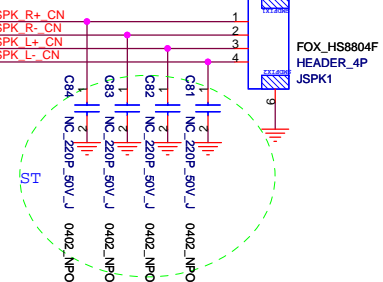 SPK_R+_CN
SPK_R-_CN
SPK_L+_CN
SPK_L-_CN
1
2
3
4
6
FOX_HS8804F
HEADER_4P
JSPK1
C84
1
2
NC_220P_50V_J
0402_NPO
C83
1
2
NC_220P_50V_J
0402_NPO
C82
1
2
NC_220P_50V_J
0402_NPO
C81
1
2
NC_220P_50V_J
0402_NPO
ST